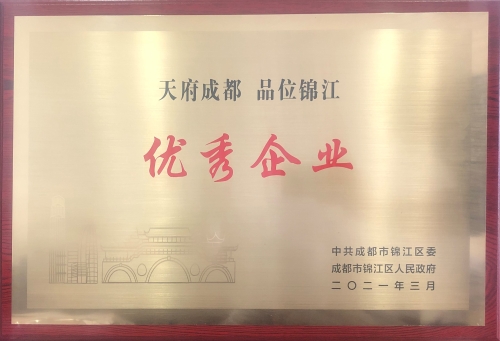 天府成都 品位锦江
优秀企业
中共成都市锦江区委
成都市锦江区人民政府
二〇二一年三月